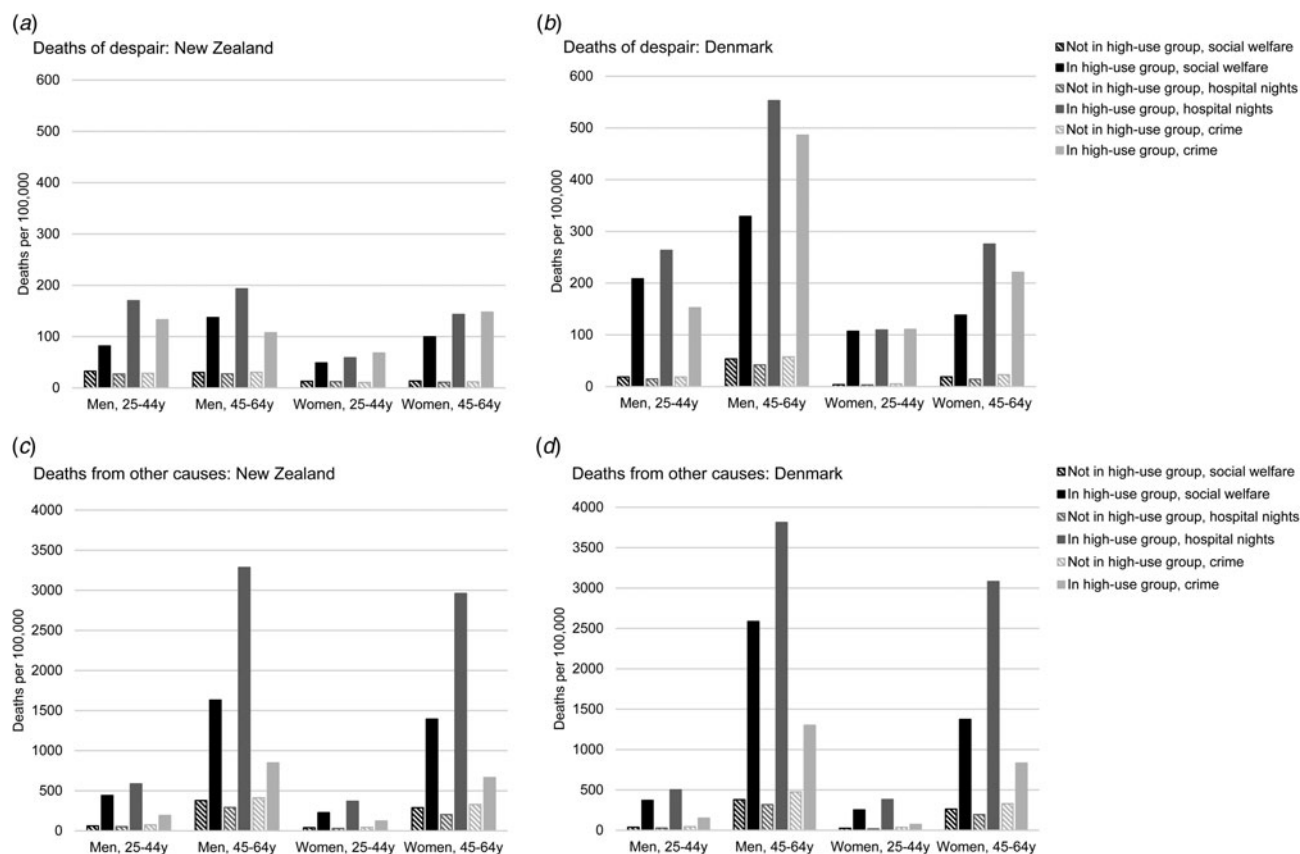 (a)
Deaths of despair: New Zealand
600
500
400
300
200
100
0
Deaths per 100,000
Men, 25-44y
Men, 45-64y
Women, 25-44y
Women, 45-64y
(b)
Deaths of despair: Denmark
600
500
400
300
200
100
0
Deaths per 100,000
Men, 25-44y
Men, 45-64y
Women, 25-44y
Women, 45-64y
Not in high-use group, social welfare
In high-use group, social welfare
Not in high-use group, hospital nights
In high-use group, hospital nights
Not in high-use group, crime
In high-use group, crime
(c)
Deaths from other causes: New Zealand
4000
3500
3000
2500
2000
1500
1000
500
0
Deaths per 100,000
Men, 25-44y
Men, 45-64y
Women, 25-44y
Women, 45-64y
(d)
Deaths from other causes: Denmark
4000
3500
3000
2500
2000
1500
1000
500
0
Deaths per 100,000
Men, 25-44y
Men, 45-64y
Women, 25-44y
Women, 45-64y
Not in high-use group, social welfare
In high-use group, social welfare
Not in high-use group, hospital nights
In high-use group, hospital nights
Not in high-use group, crime
In high-use group, crime